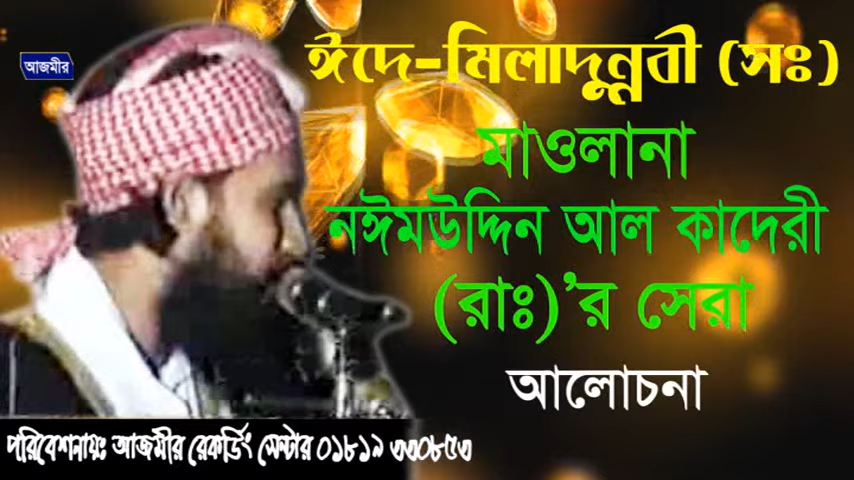 আজমীর
ঈদে-মিলাদুন্নবী (সঃ)
মাওলানা
নঈমউদ্দিন আল কাদেরী
(রাঃ)'র সেরা
আলোচনা
পরিবেশনায়ঃ আজমীর রেকর্ডিং সেন্টার ০১৮১৯ ৩৩০৮৫৩